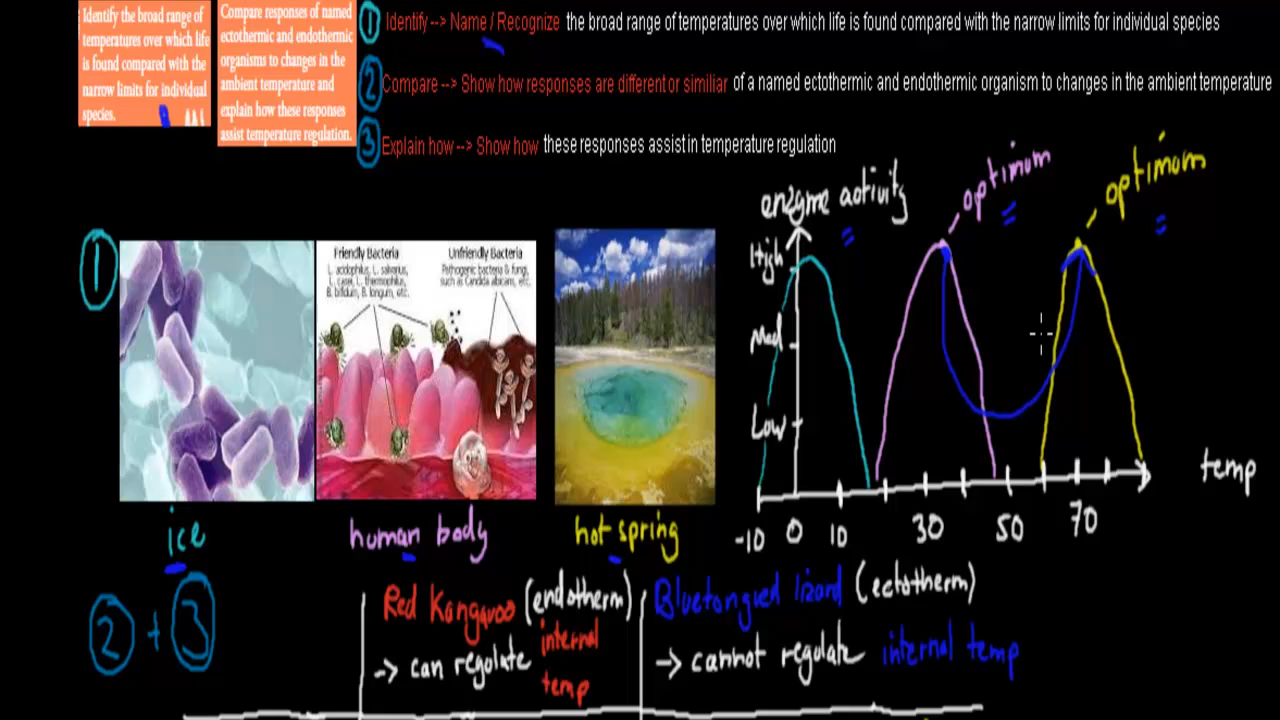 Identify the broad range of
temperatures over which life
is found compared with the
narrow limits for individual
species.
Compare responses of named
ectothermic and endothermic
organisms to changes in the
ambient temperature and
explain how these responses
assist temperature regulation.
1 Identify --> Name / Recognize the broad range of temperatures over which life is found compared with the narrow limits for individual species
2 Compare --> Show how responses are different or similiar of a named ectothermic and endothermic organism to changes in the ambient temperature
3 Explain how --> Show how these responses assist in temperature regulation
1
Friendly Bacteria
L. acidophilus, L. salivarius,
L. casei, L. thermophilus,
B. bifidum, B. longum, etc.
Unfriendly Bacteria
Pathogenic bacteria & fungi,
such as Candida albicans, etc.
ice
human body
hot spring
enzyme activity
optimum
optimum
High
Med
Low
temp
-10 0 10 30 50 70
2 + 3
Red Kangaroo (endotherm)
-> can regulate internal
temp
Bluetongued lizard (ectotherm)
-> cannot regulate internal temp